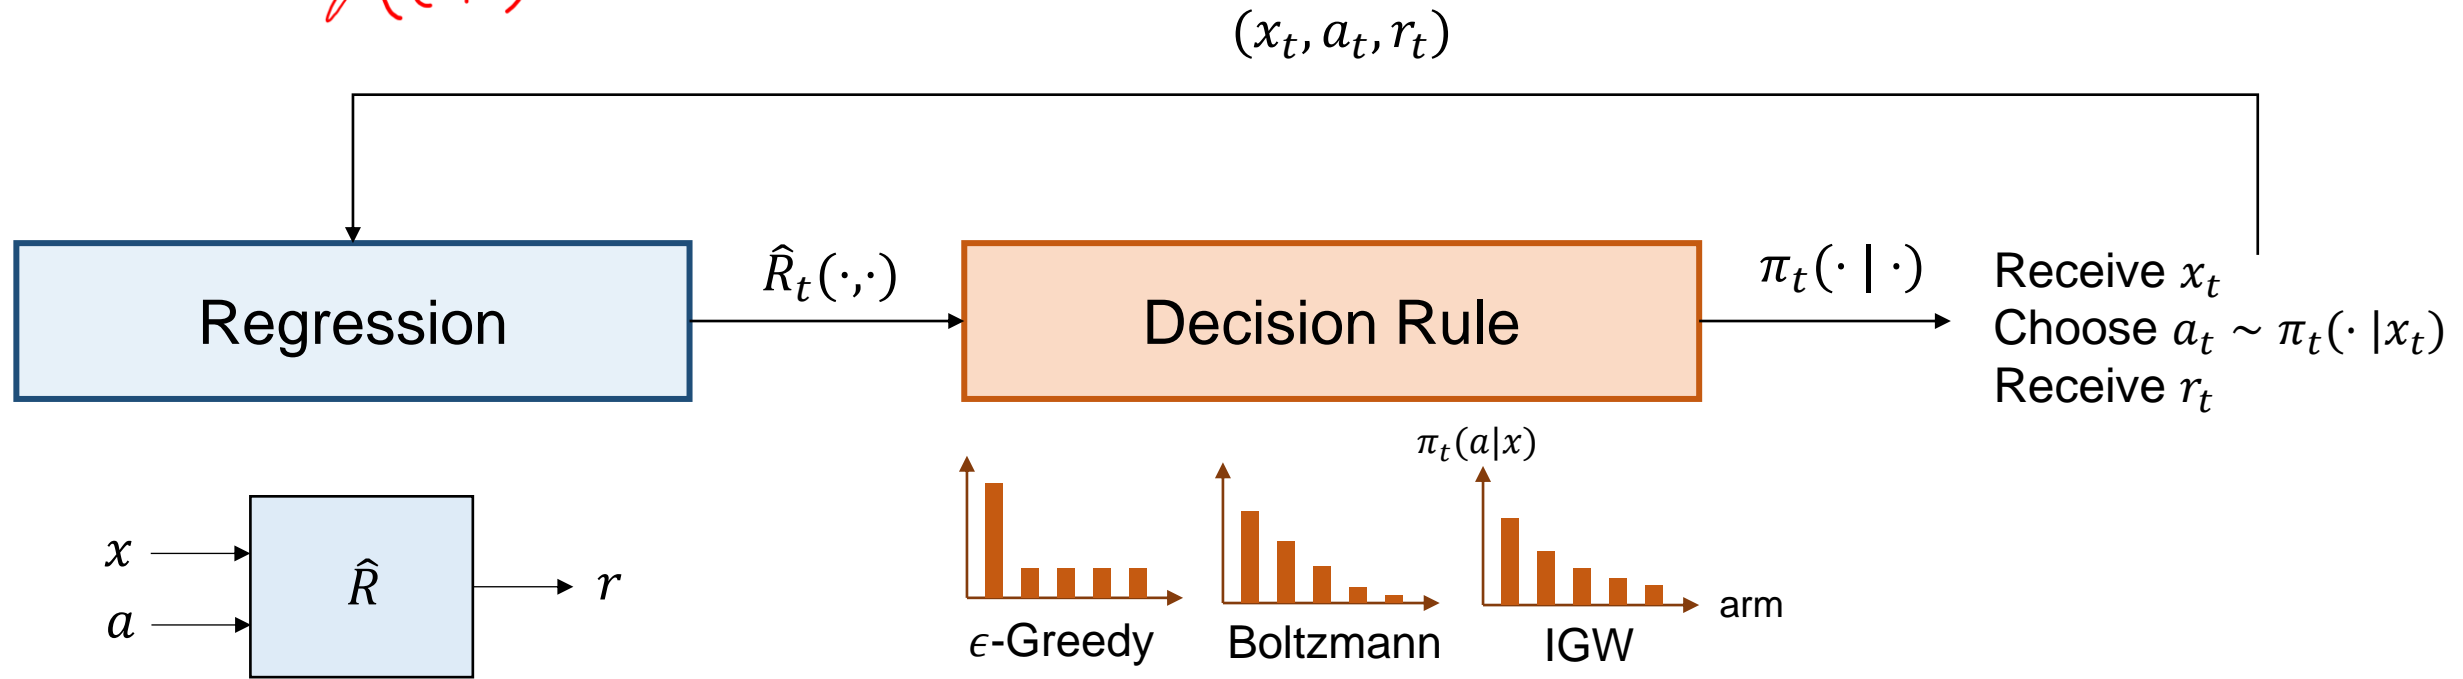 (x_t, a_t, r_t)
Regression
R̂_t(·,·)
Decision Rule
π_t(· | ·)
Receive x_t
Choose a_t ~ π_t(· |x_t)
Receive r_t
x
a
R̂
r
π_t(a|x)
arm
ϵ-Greedy
Boltzmann
IGW